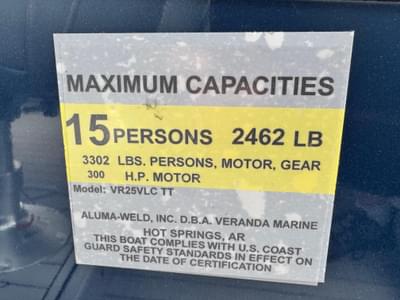 MAXIMUM CAPACITIES
15 PERSONS 2462 LB
3302 LBS. PERSONS, MOTOR, GEAR
300 H.P. MOTOR
Model: VR25VLC TT
ALUMA-WELD, INC. D.B.A. VERANDA MARINE
HOT SPRINGS, AR
THIS BOAT COMPLIES WITH U.S. COAST
GUARD SAFETY STANDARDS IN EFFECT ON
THE DATE OF CERTIFICATION